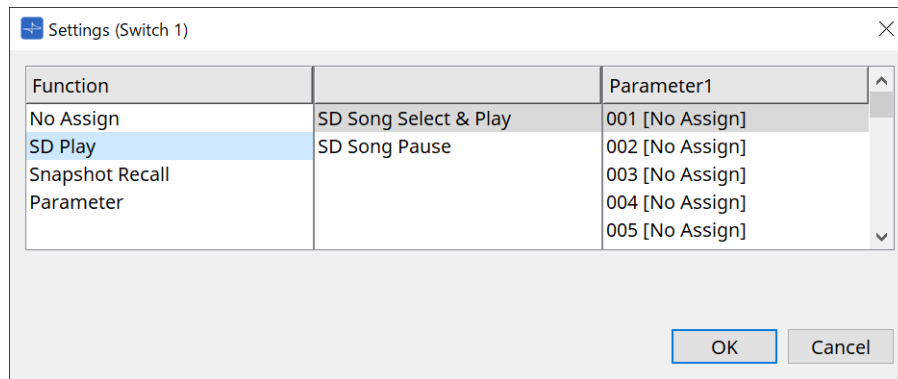 Settings (Switch 1)
Function Parameter1
No Assign SD Song Select & Play 001 [No Assign]
SD Play SD Song Pause 002 [No Assign]
Snapshot Recall 003 [No Assign]
Parameter 004 [No Assign]
005 [No Assign]
OK Cancel